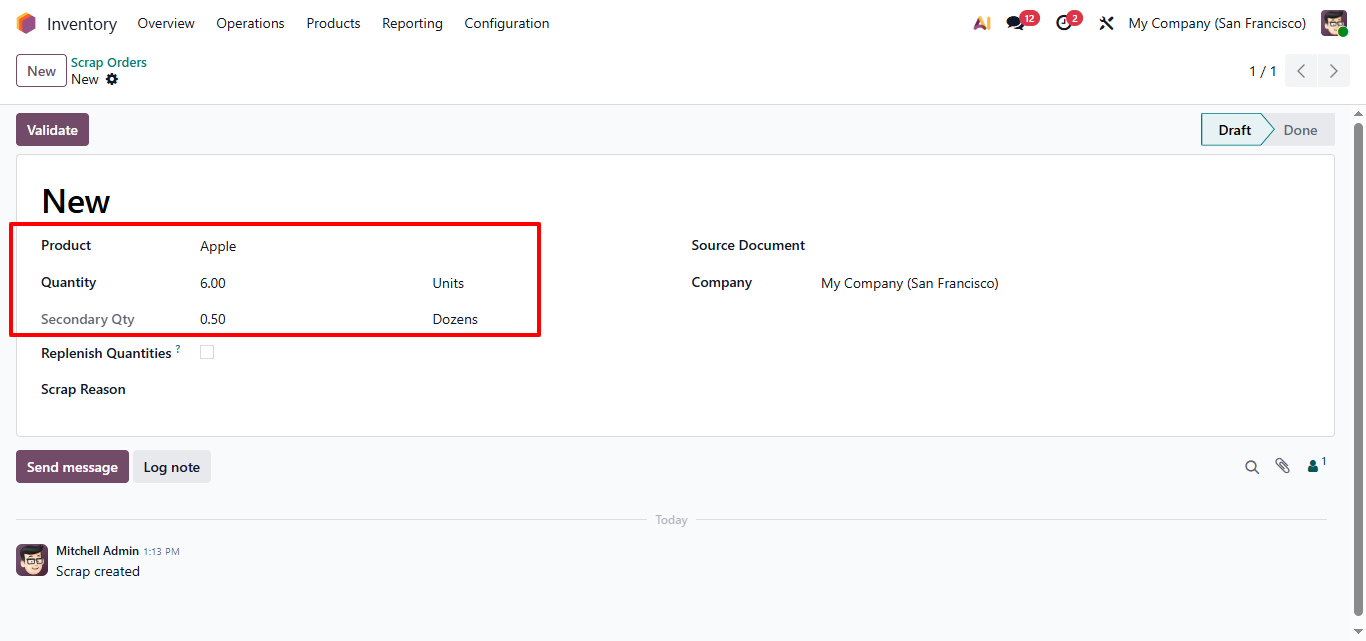 Inventory Overview Operations Products Reporting Configuration AI 12 2 My Company (San Francisco)
New Scrap Orders
New 1 / 1
Validate Draft Done
New
Product Apple Source Document
Quantity 6.00 Units Company My Company (San Francisco)
Secondary Qty 0.50 Dozens
Replenish Quantities ?
Scrap Reason
Send message Log note 1
Today
Mitchell Admin 1:13 PM
Scrap created